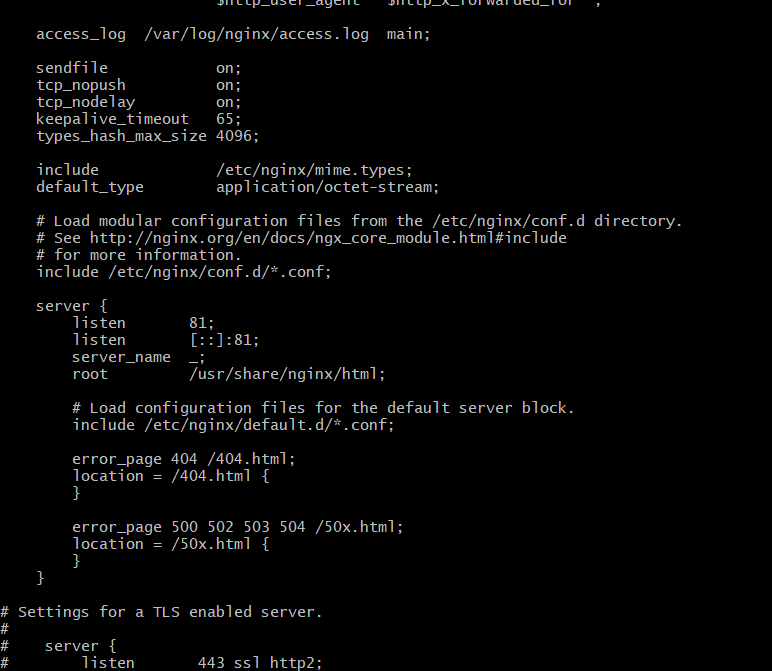 $http_user_agent" "$http_x_forwarded_for"';
access_log  /var/log/nginx/access.log  main;
sendfile            on;
tcp_nopush          on;
tcp_nodelay         on;
keepalive_timeout   65;
types_hash_max_size 4096;
include             /etc/nginx/mime.types;
default_type        application/octet-stream;
# Load modular configuration files from the /etc/nginx/conf.d directory.
# See http://nginx.org/en/docs/ngx_core_module.html#include
# for more information.
include /etc/nginx/conf.d/*.conf;
server {
listen       81;
listen       [::]:81;
server_name  _;
root         /usr/share/nginx/html;
# Load configuration files for the default server block.
include /etc/nginx/default.d/*.conf;
error_page 404 /404.html;
location = /404.html {
}
error_page 500 502 503 504 /50x.html;
location = /50x.html {
}
}
# Settings for a TLS enabled server.
#
#    server {
#        listen       443 ssl http2;